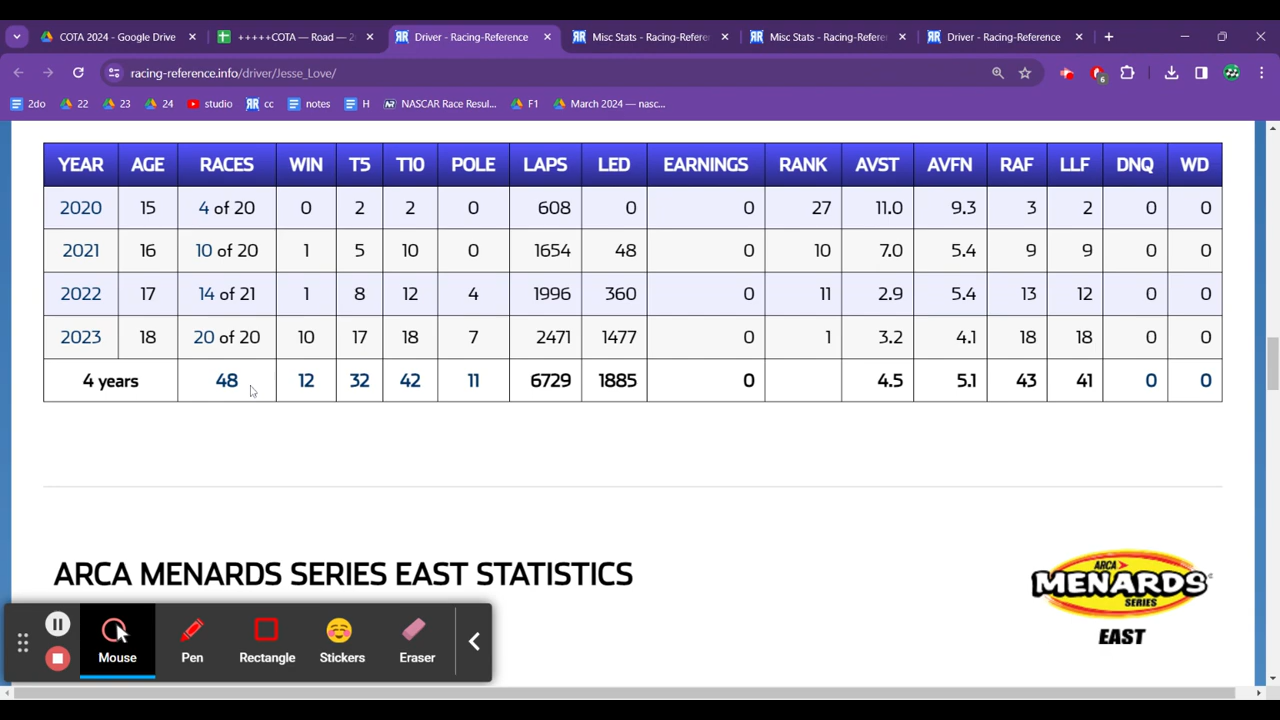 COTA 2024 - Google Drive
+++++COTA — Road — 2
Driver - Racing-Reference
Misc Stats - Racing-Refere
Misc Stats - Racing-Refere
Driver - Racing-Reference
racing-reference.info/driver/Jesse_Love/
6
2do 22 23 24 studio RR cc notes H NR NASCAR Race Resul... F1 March 2024 — nasc...
YEAR AGE RACES WIN T5 T10 POLE LAPS LED EARNINGS RANK AVST AVFN RAF LLF DNQ WD
2020 15 4 of 20 0 2 2 0 608 0 0 27 11.0 9.3 3 2 0 0
2021 16 10 of 20 1 5 10 0 1654 48 0 10 7.0 5.4 9 9 0 0
2022 17 14 of 21 1 8 12 4 1996 360 0 11 2.9 5.4 13 12 0 0
2023 18 20 of 20 10 17 18 7 2471 1477 0 1 3.2 4.1 18 18 0 0
4 years 48 12 32 42 11 6729 1885 0 4.5 5.1 43 41 0 0
ARCA MENARDS SERIES EAST STATISTICS
ARCA
MENARDS
SERIES
EAST
Mouse Pen Rectangle Stickers Eraser